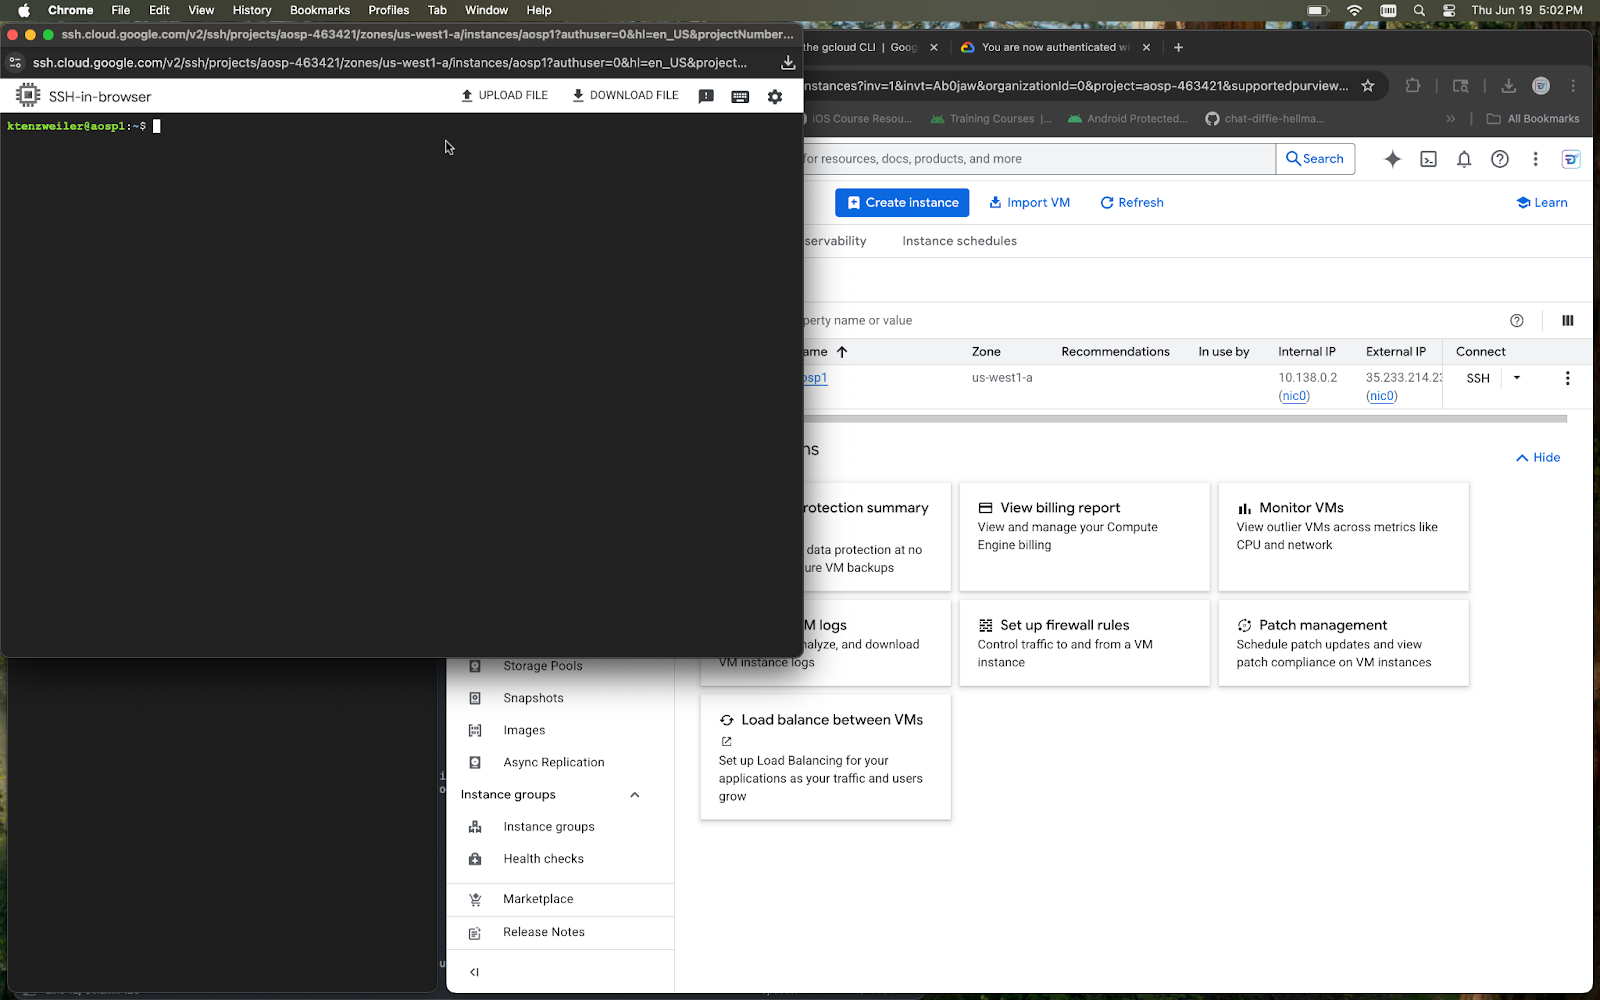 Chrome File Edit View History Bookmarks Profiles Tab Window Help Thu Jun 19 5:02 PM
ssh.cloud.google.com/v2/ssh/projects/aosp-463421/zones/us-west1-a/instances/aosp1?authuser=0&hl=en_US&projectNumber...
ssh.cloud.google.com/v2/ssh/projects/aosp-463421/zones/us-west1-a/instances/aosp1?authuser=0&hl=en_US&project...
SSH-in-browser UPLOAD FILE DOWNLOAD FILE
ktenzweiler@aosp1:~$
the gcloud CLI | Goog You are now authenticated wi
nstances?inv=1&invt=Ab0jaw&organizationId=0&project=aosp-463421&supportedpurview...
iOS Course Resou... Training Courses |... Android Protected... chat-diffie-hellma... » All Bookmarks
for resources, docs, products, and more Search
Create instance Import VM Refresh Learn
servability Instance schedules
perty name or value
ame Zone Recommendations In use by Internal IP External IP Connect
osp1 us-west1-a 10.138.0.2 35.233.214.23 SSH
(nic0) (nic0)
ns
Hide
rotection summary
data protection at no
ure VM backups
View billing report
View and manage your Compute
Engine billing
Monitor VMs
View outlier VMs across metrics like
CPU and network
M logs
nalyze, and download
VM instance logs
Set up firewall rules
Control traffic to and from a VM
instance
Patch management
Schedule patch updates and view
patch compliance on VM instances
Load balance between VMs
Set up Load Balancing for your
applications as your traffic and users
grow
Storage Pools
Snapshots
Images
Async Replication
Instance groups
Instance groups
Health checks
Marketplace
Release Notes